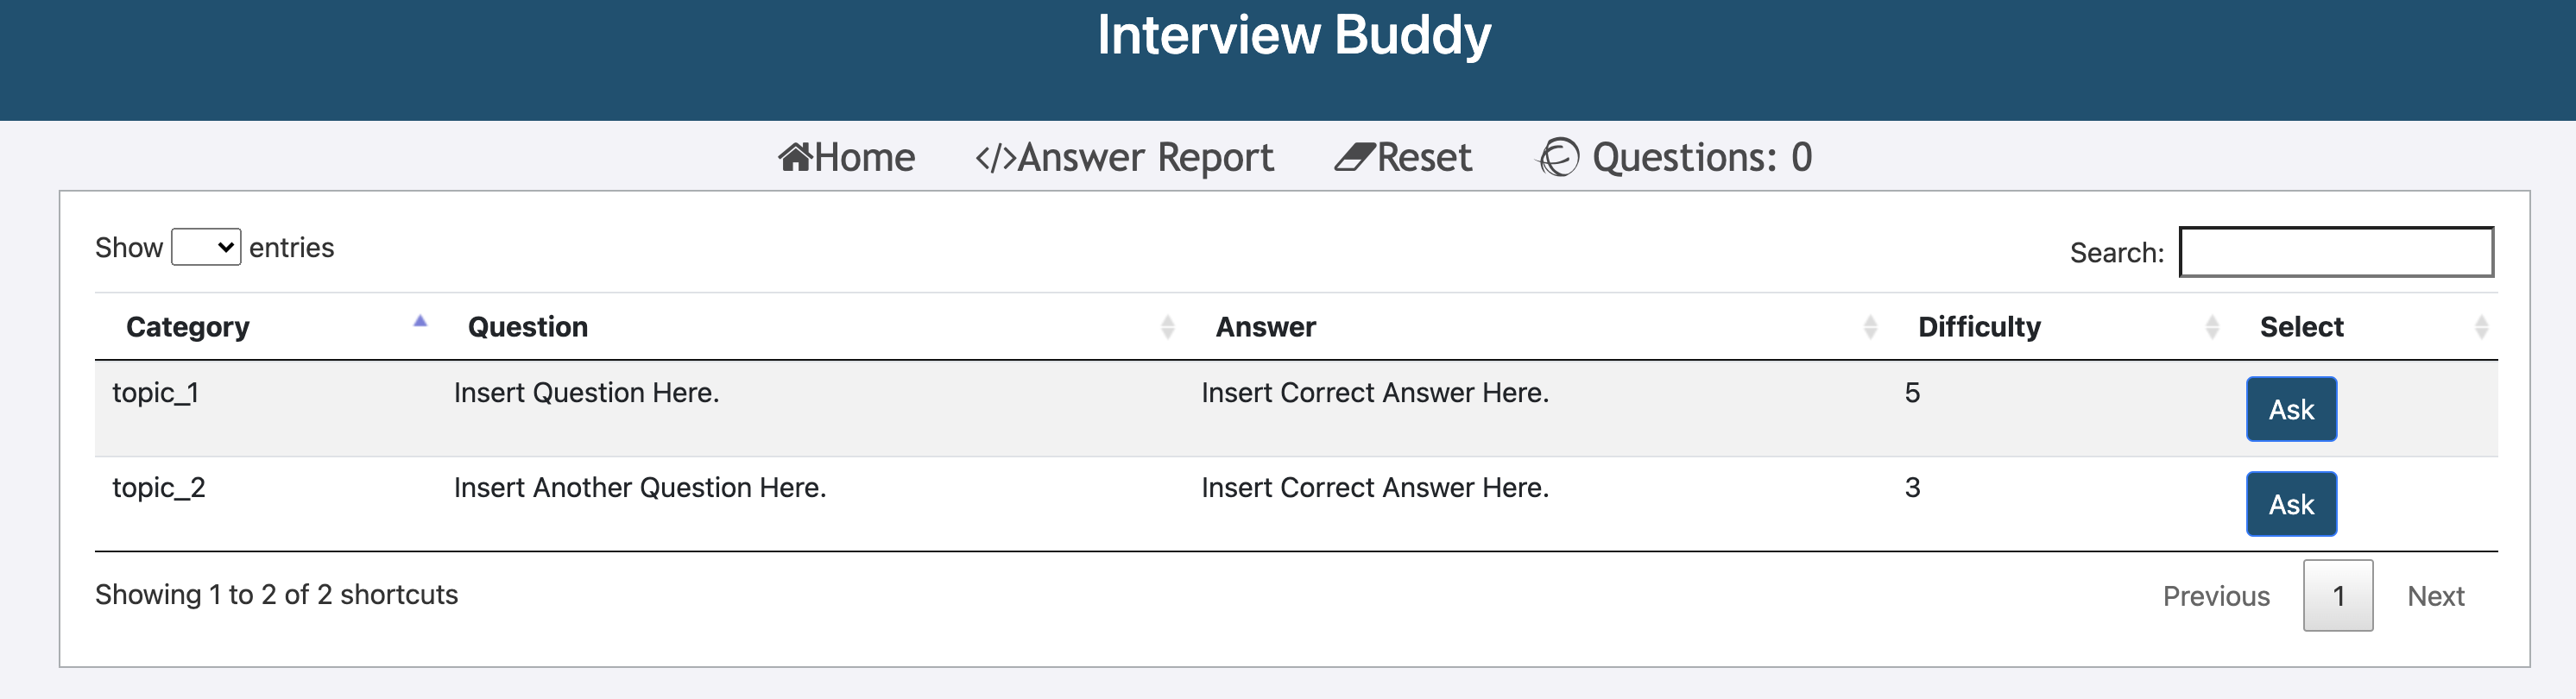 Interview Buddy
Home </>Answer Report Reset Questions: 0
Show entries Search:
Category Question Answer Difficulty Select
topic_1 Insert Question Here. Insert Correct Answer Here. 5 Ask
topic_2 Insert Another Question Here. Insert Correct Answer Here. 3 Ask
Showing 1 to 2 of 2 shortcuts Previous 1 Next